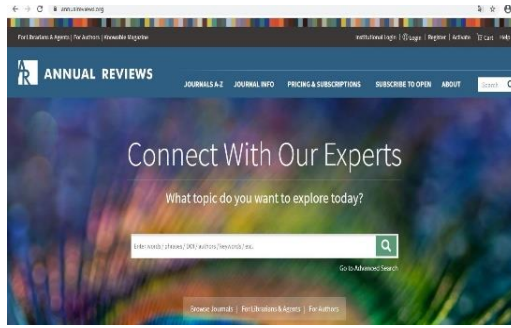 annualreviews.org
For Librarians & Agents | For Authors | Knowable Magazine
Institutional Login | Login | Register | Activate Cart Help
AR ANNUAL REVIEWS
JOURNALS A-Z JOURNAL INFO PRICING & SUBSCRIPTIONS SUBSCRIBE TO OPEN ABOUT Search
Connect With Our Experts
What topic do you want to explore today?
Enter words / phrases / DOI / authors / keywords / etc.
Go to Advanced Search
Browse Journals | For Librarians & Agents | For Authors